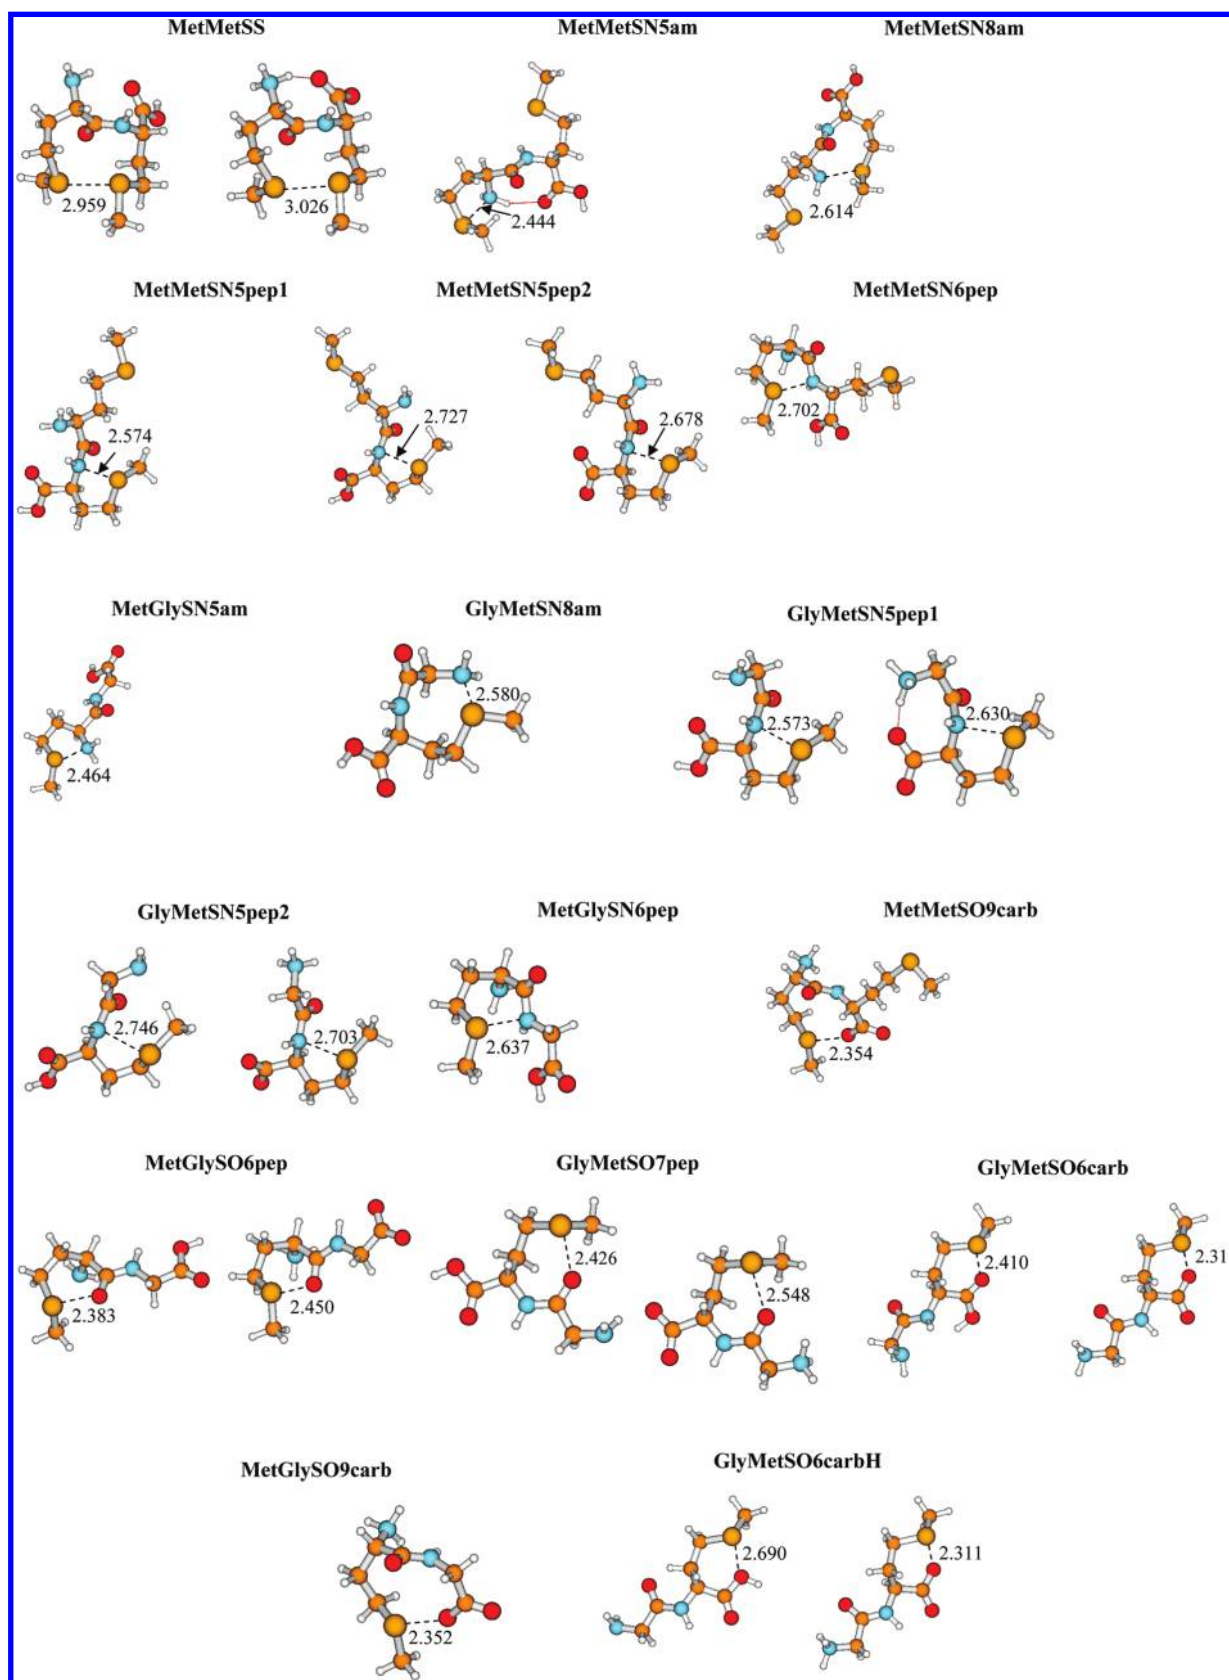 MetMetSS MetMetSN5am MetMetSN8am
2.959 3.026 2.444 2.614
MetMetSN5pep1 MetMetSN5pep2 MetMetSN6pep
2.574 2.727 2.678 2.702
MetGlySN5am GlyMetSN8am GlyMetSN5pep1
2.464 2.580 2.573 2.630
GlyMetSN5pep2 MetGlySN6pep MetMetSO9carb
2.746 2.703 2.637 2.354
MetGlySO6pep GlyMetSO7pep GlyMetSO6carb
2.383 2.450 2.426 2.548 2.410 2.31
MetGlySO9carb GlyMetSO6carbH
2.352 2.690 2.311